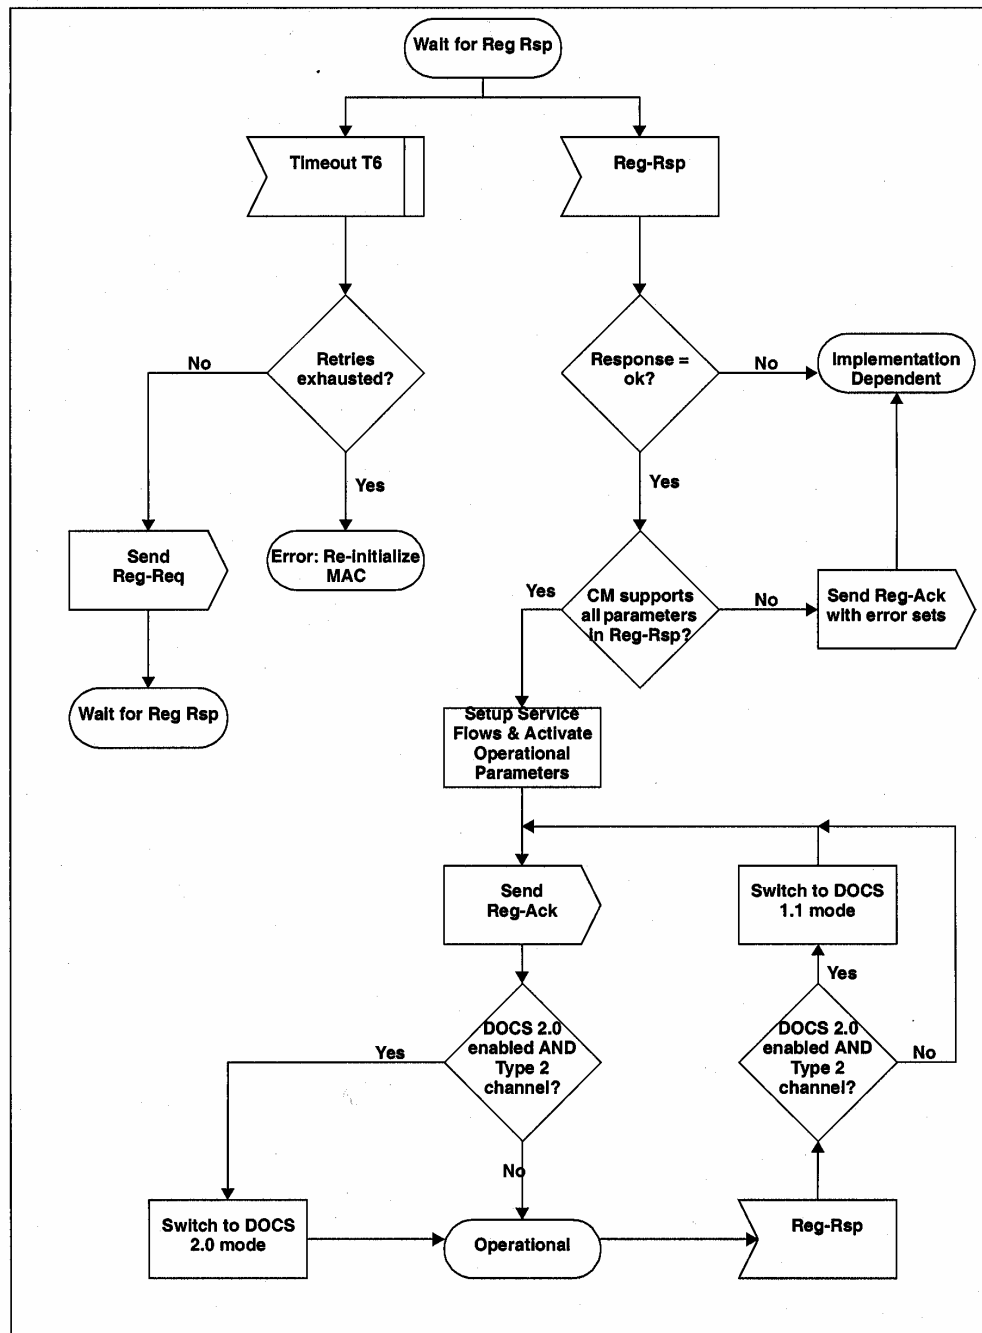 Wait for Reg Rsp
Timeout T6
Reg-Rsp
Retries
exhausted?
No
Yes
Response =
ok?
No
Yes
Implementation
Dependent
Send
Reg-Req
Error: Re-initialize
MAC
Wait for Reg Rsp
Yes
CM supports
all parameters
in Reg-Rsp?
No
Send Reg-Ack
with error sets
Setup Service
Flows & Activate
Operational
Parameters
Send
Reg-Ack
Switch to DOCS
1.1 mode
Yes
Yes
DOCS 2.0
enabled AND
Type 2
channel?
No
DOCS 2.0
enabled AND
Type 2
channel?
No
Switch to DOCS
2.0 mode
Operational
Reg-Rsp